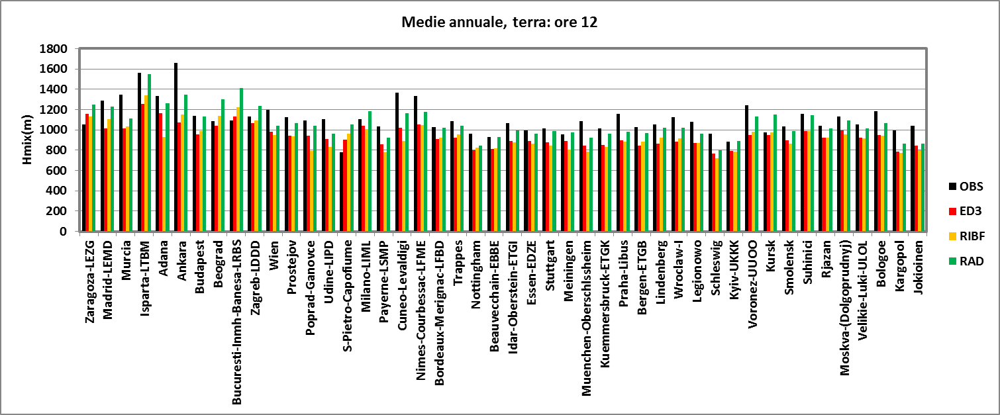 Medie annuale, terra: ore 12
Hmix(m)
1800
1600
1400
1200
1000
800
600
400
200
0
Zaragoza-LEZG
Madrid-LEMD
Murcia
Isparta-LTBM
Adana
Ankara
Budapest
Beograd
Bucuresti-Inmh-Banesa-LRBS
Zagreb-LDDD
Wien
Prostejov
Poprad-Ganovce
Udine-LIPD
S-Pietro-Capofiume
Milano-LIML
Payerne-LSMP
Cuneo-Levaldigi
Nimes-Courbessac-LFME
Bordeaux-Merignac-LFBD
Trappes
Nottingham
Beauvecchain-EBBE
Idar-Oberstein-ETGI
Essen-EDZE
Stuttgart
Meiningen
Muenchen-Oberschlssheim
Kuemmersbruck-ETGK
Praha-Libus
Bergen-ETGB
Lindenberg
Wroclaw-I
Legionowo
Schleswig
Kyiv-UKKK
Voronez-UUOO
Kursk
Smolensk
Suhinici
Rjazan
Moskva-(Dolgoprudnyj)
Velikie-Luki-ULOL
Bologoe
Kargopol
Jokioinen
OBS
ED3
RIBF
RAD